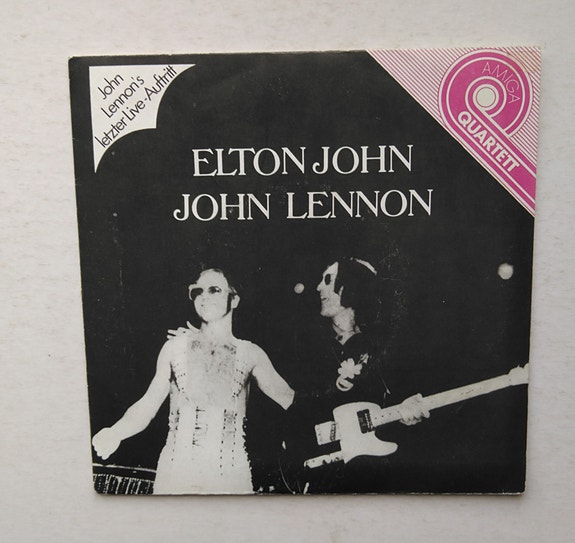 John
Lennon's
letzter Live-Auftritt
AMIGA
QUARTETT
ELTON JOHN
JOHN LENNON